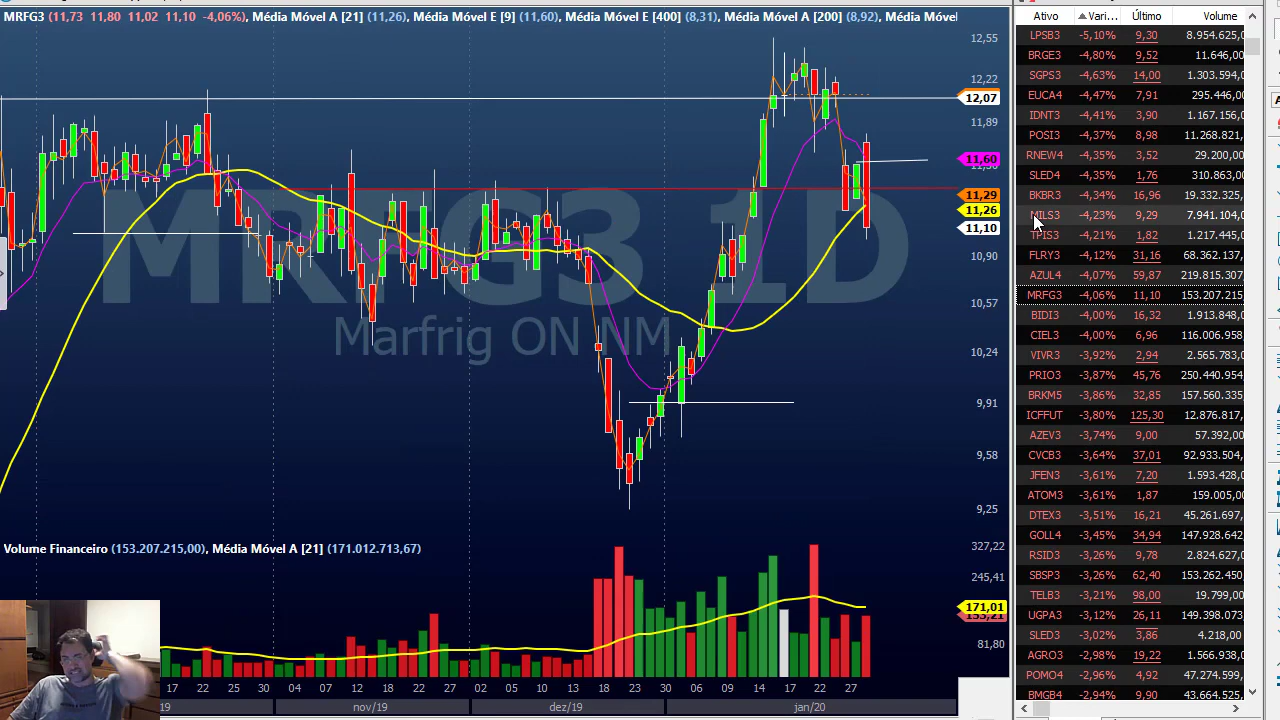 MRFG3 (11,73 11,80 11,02 11,10 -4,06%), Média Móvel A [21] (11,26), Média Móvel E [9] (11,60), Média Móvel E [400] (8,31), Média Móvel A [200] (8,92), Média Móvel
12,55
12,22
12,07
11,89
11,60
11,29
11,26
11,10
10,90
10,57
10,24
9,91
9,58
9,25
MRFG3 1D
Marfrig ON NM
Volume Financeiro (153.207.215,00), Média Móvel A [21] (171.012.713,67)
327,22
245,41
171,01
153,21
81,80
17 22 25 30 04 07 12 18 22 27 02 05 10 13 18 23 30 06 09 14 17 22 27
19 nov/19 dez/19 jan/20
Ativo Vari... Último Volume
LPSB3 -5,10% 9,30 8.954.625,
BRGE3 -4,80% 9,52 11.646,00
SGPS3 -4,63% 14,00 1.303.594,
EUCA4 -4,47% 7,91 295.446,00
IDNT3 -4,41% 3,90 1.167.156,
POSI3 -4,37% 8,98 11.268.821,
RNEW4 -4,35% 3,52 29.200,00
SLED4 -4,35% 1,76 310.863,00
BKBR3 -4,34% 16,96 19.332.325,
MILS3 -4,23% 9,29 7.941.104,
TPIS3 -4,21% 1,82 1.217.445,
FLRY3 -4,12% 31,16 68.362.137,
AZUL4 -4,07% 59,87 219.815.307
MRFG3 -4,06% 11,10 153.207.215
BIDI3 -4,00% 16,32 1.913.848,
CIEL3 -4,00% 6,96 116.006.958
VIVR3 -3,92% 2,94 2.565.783,
PRIO3 -3,87% 45,76 250.440.954
BRKM5 -3,86% 32,85 157.560.335
ICFFUT -3,80% 125,30 12.876.817,
AZEV3 -3,74% 9,00 57.392,00
CVCB3 -3,64% 37,01 92.933.504,
JFEN3 -3,61% 7,20 1.593.428,
ATOM3 -3,61% 1,87 159.005,00
DTEX3 -3,51% 16,21 45.261.697,
GOLL4 -3,45% 34,94 147.928.642
RSID3 -3,26% 9,78 2.824.627,
SBSP3 -3,26% 62,40 153.262.450
TELB3 -3,21% 98,00 19.799,00
UGPA3 -3,12% 26,11 149.398.073
SLED3 -3,02% 3,86 4.218,00
AGRO3 -2,98% 19,22 1.566.938,
POMO4 -2,96% 4,92 47.274.599,
BMGB4 -2,94% 9,90 43.664.525,